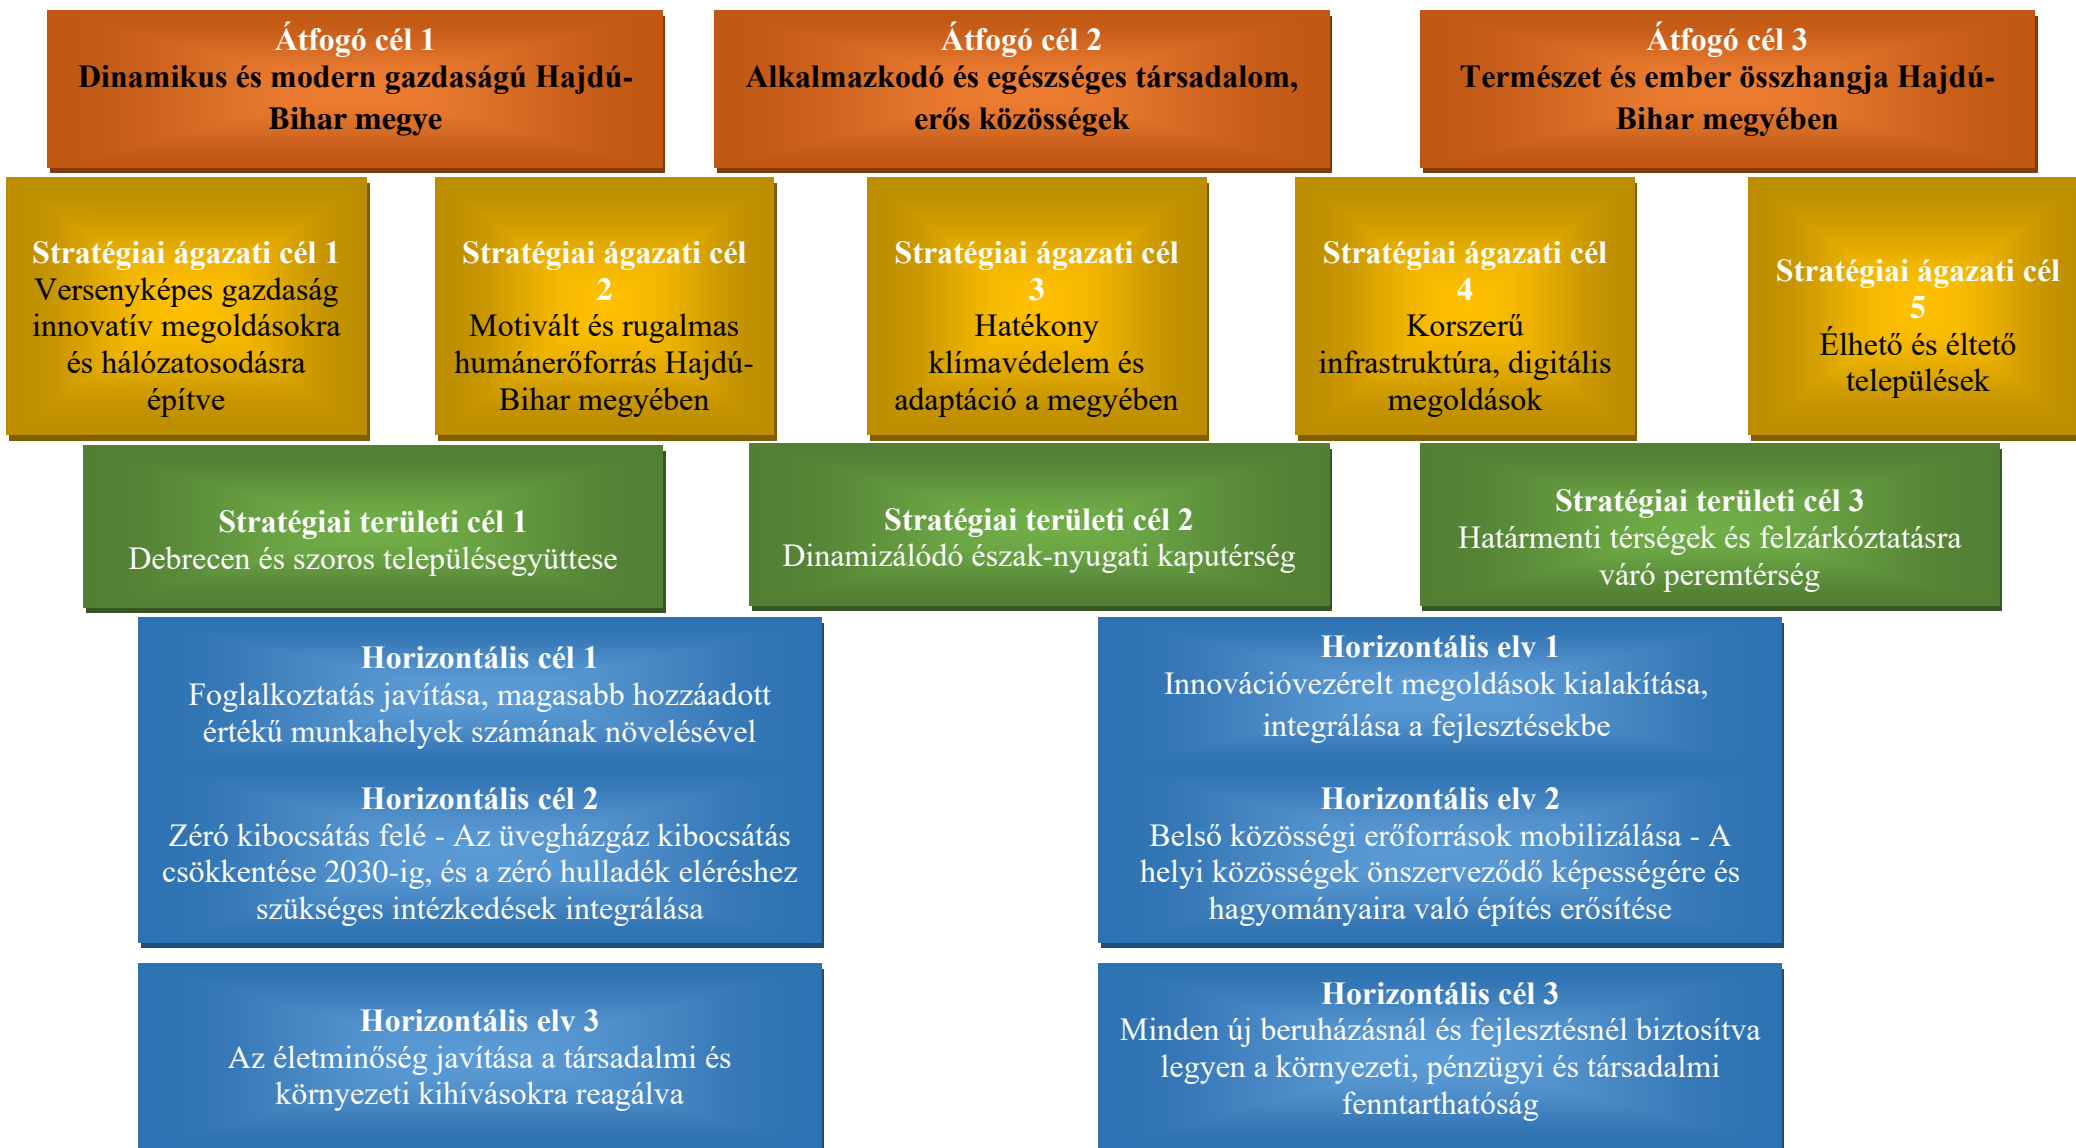 Átfogó cél 1
Dinamikus és modern gazdaságú Hajdú-
Bihar megye
Átfogó cél 2
Alkalmazkodó és egészséges társadalom,
erős közösségek
Átfogó cél 3
Természet és ember összhangja Hajdú-
Bihar megyében
Stratégiai ágazati cél 1
Versenyképes gazdaság
innovatív megoldásokra
és hálózatosodásra
építve
Stratégiai ágazati cél
2
Motivált és rugalmas
humánerőforrás Hajdú-
Bihar megyében
Stratégiai ágazati cél
3
Hatékony
klímavédelem és
adaptáció a megyében
Stratégiai ágazati cél
4
Korszerű
infrastruktúra, digitális
megoldások
Stratégiai ágazati cél
5
Élhető és éltető
települések
Stratégiai területi cél 1
Debrecen és szoros településegyüttese
Stratégiai területi cél 2
Dinamizálódó észak-nyugati kaputérség
Stratégiai területi cél 3
Határmenti térségek és felzárkóztatásra
váró peremtérség
Horizontális cél 1
Foglalkoztatás javítása, magasabb hozzáadott
értékű munkahelyek számának növelésével
Horizontális elv 1
Innovációvezérelt megoldások kialakítása,
integrálása a fejlesztésekbe
Horizontális cél 2
Zéró kibocsátás felé - Az üvegházgáz kibocsátás
csökkentése 2030-ig, és a zéró hulladék eléréshez
szükséges intézkedések integrálása
Horizontális elv 2
Belső közösségi erőforrások mobilizálása - A
helyi közösségek önszerveződő képességére és
hagyományaira való építés erősítése
Horizontális elv 3
Az életminőség javítása a társadalmi és
környezeti kihívásokra reagálva
Horizontális cél 3
Minden új beruházásnál és fejlesztésnél biztosítva
legyen a környezeti, pénzügyi és társadalmi
fenntarthatóság